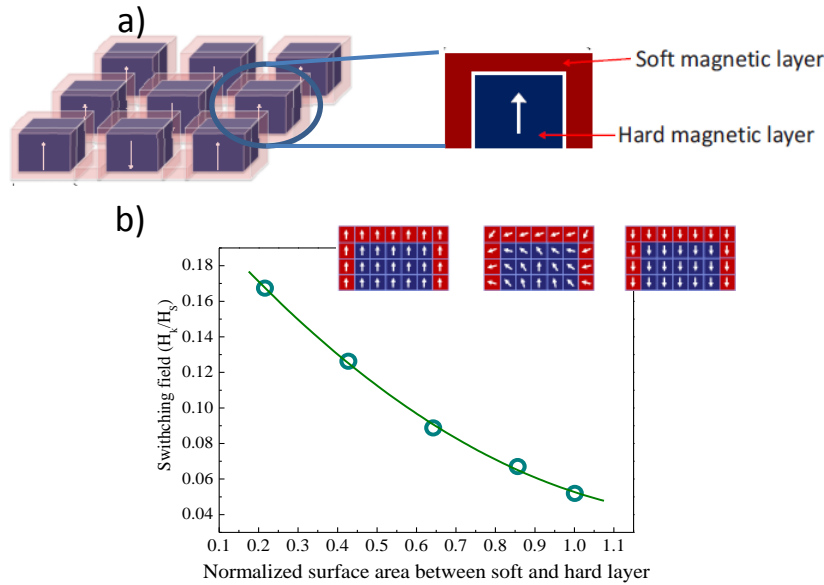 a)
Soft magnetic layer
Hard magnetic layer
b)
0.18
0.16
0.14
0.12
0.10
0.08
0.06
0.04
Swithching field (Hk/HS)
0.1 0.2 0.3 0.4 0.5 0.6 0.7 0.8 0.9 1.0 1.1
Normalized surface area between soft and hard layer